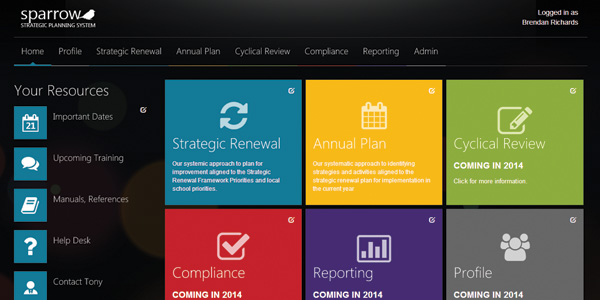 sparrow
STRATEGIC PLANNING SYSTEM
Logged in as
Brendan Richards
Home Profile Strategic Renewal Annual Plan Cyclical Review Compliance Reporting Admin
Your Resources
21
Important Dates
Upcoming Training
Manuals, References
?
Help Desk
Contact Tony
Strategic Renewal
Our systemic approach to plan for
improvement aligned to the Strategic
Renewal Framework Priorities and local
school priorities.
Annual Plan
Our systematic approach to identifying
strategies and activities aligned to the
strategic renewal plan for implementation in
the current year
Cyclical Review
COMING IN 2014
Click for more information.
Compliance
COMING IN 2014
Reporting
COMING IN 2014
Profile
COMING IN 2014